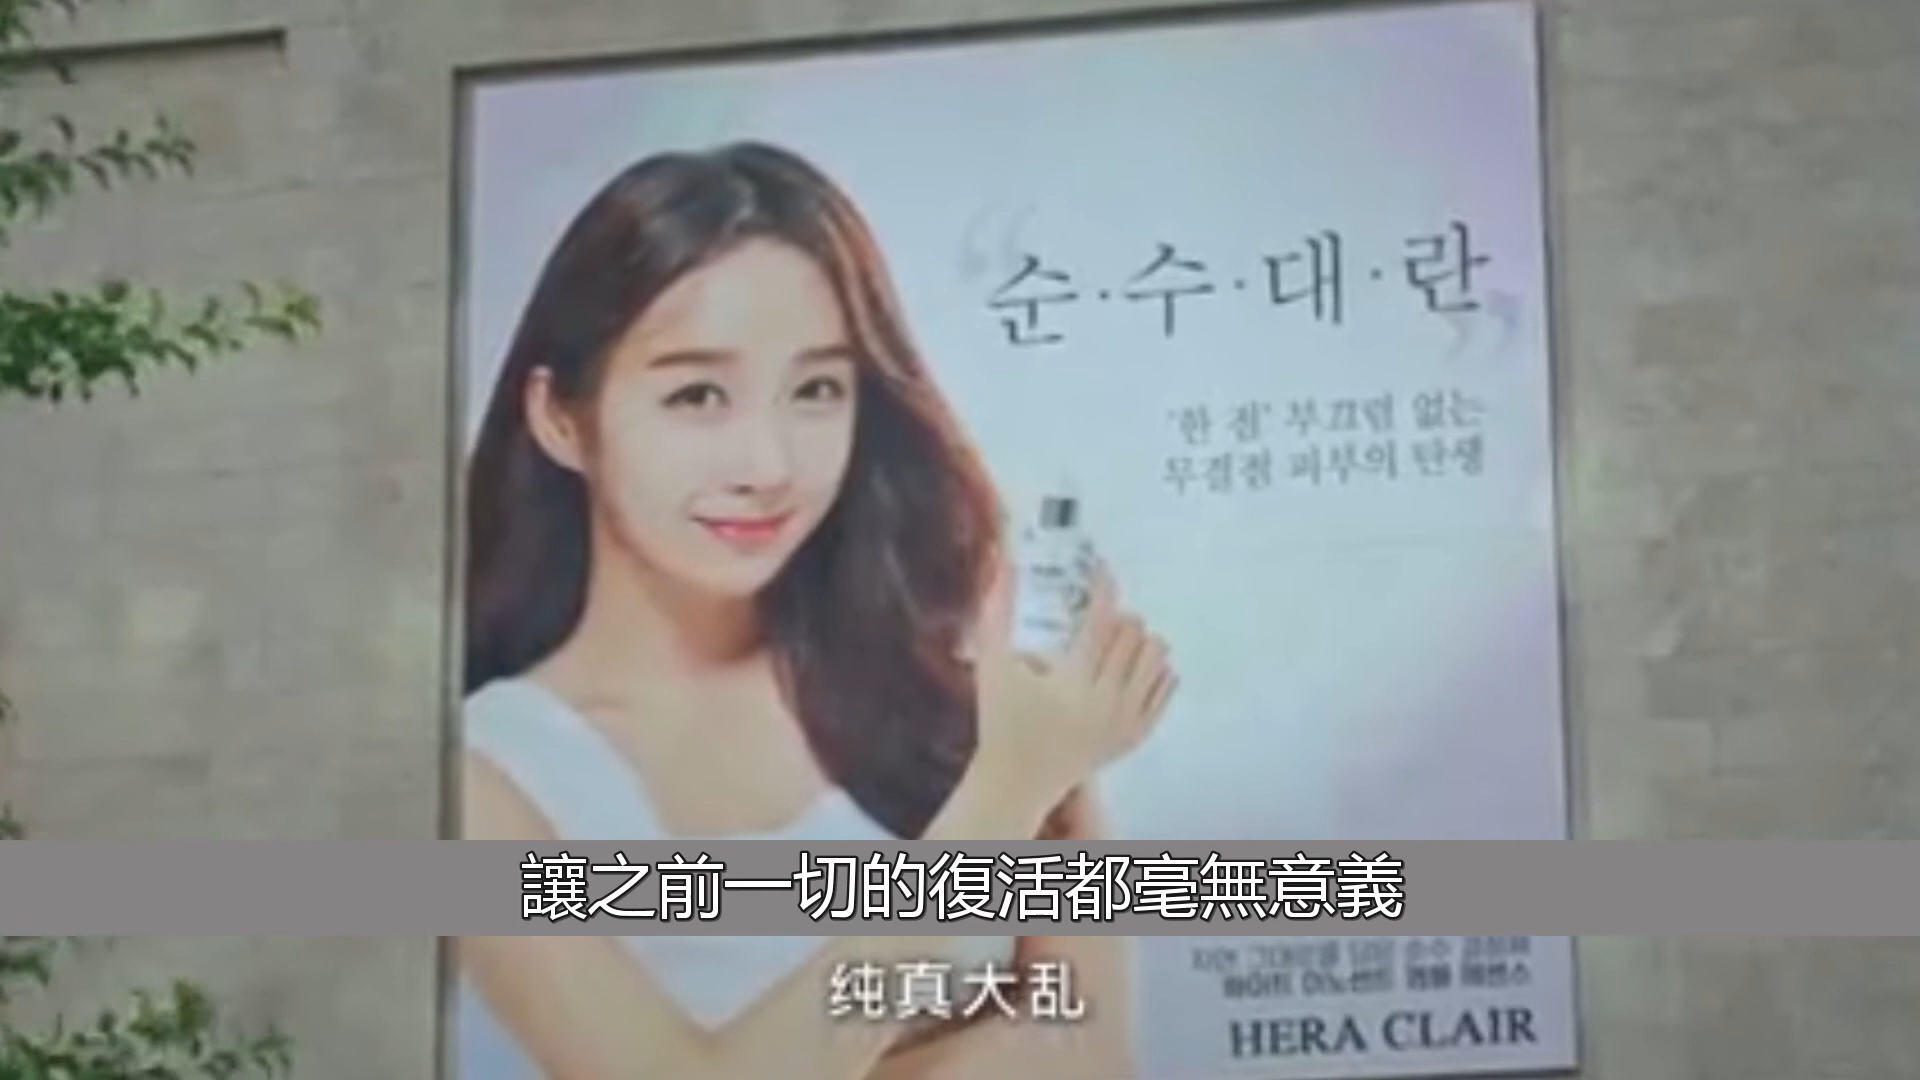 “순·수·대·란”
'한 점' 부끄럼 없는
무결점 피부의 탄생
讓之前一切的復活都毫無意義
纯真大乱
HERA CLAIR